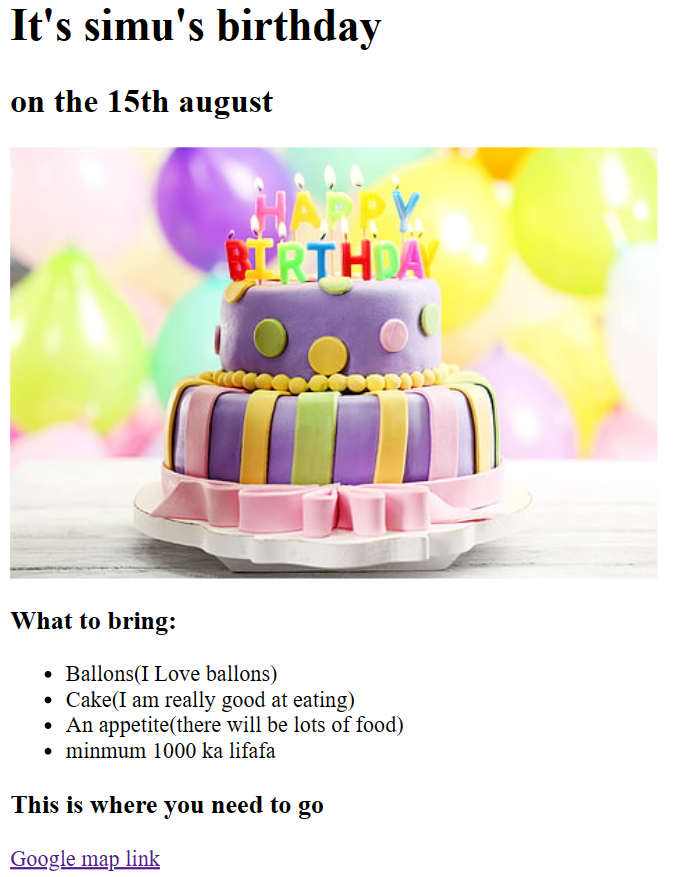 It's simu's birthday
on the 15th august
HAPPY
BIRTHDAY
What to bring:
Ballons(I Love ballons)
Cake(I am really good at eating)
An appetite(there will be lots of food)
minmum 1000 ka lifafa
This is where you need to go
Google map link